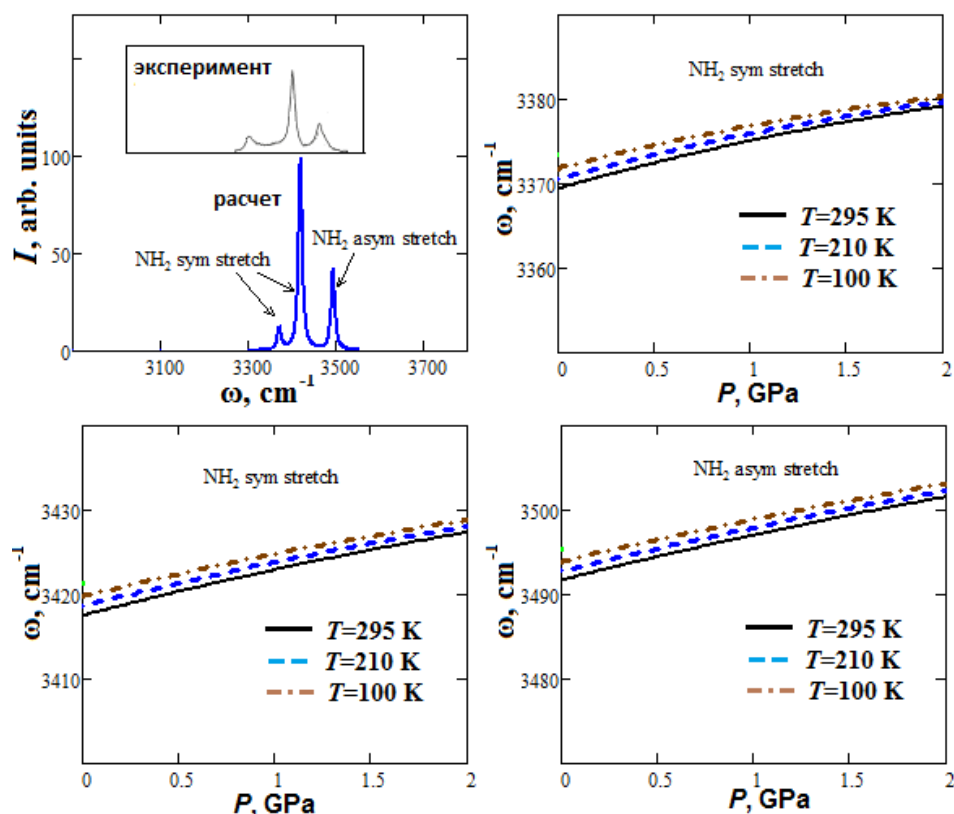 эксперимент
I, arb. units
100
50
0
расчет
NH₂ sym stretch
NH₂ asym stretch
3100
3300
3500
3700
ω, cm⁻¹
NH₂ sym stretch
ω, cm⁻¹
3380
3370
3360
T=295 K
T=210 K
T=100 K
0
0.5
1
1.5
2
P, GPa
NH₂ sym stretch
ω, cm⁻¹
3430
3420
3410
T=295 K
T=210 K
T=100 K
0
0.5
1
1.5
2
P, GPa
NH₂ asym stretch
ω, cm⁻¹
3500
3490
3480
T=295 K
T=210 K
T=100 K
0
0.5
1
1.5
2
P, GPa